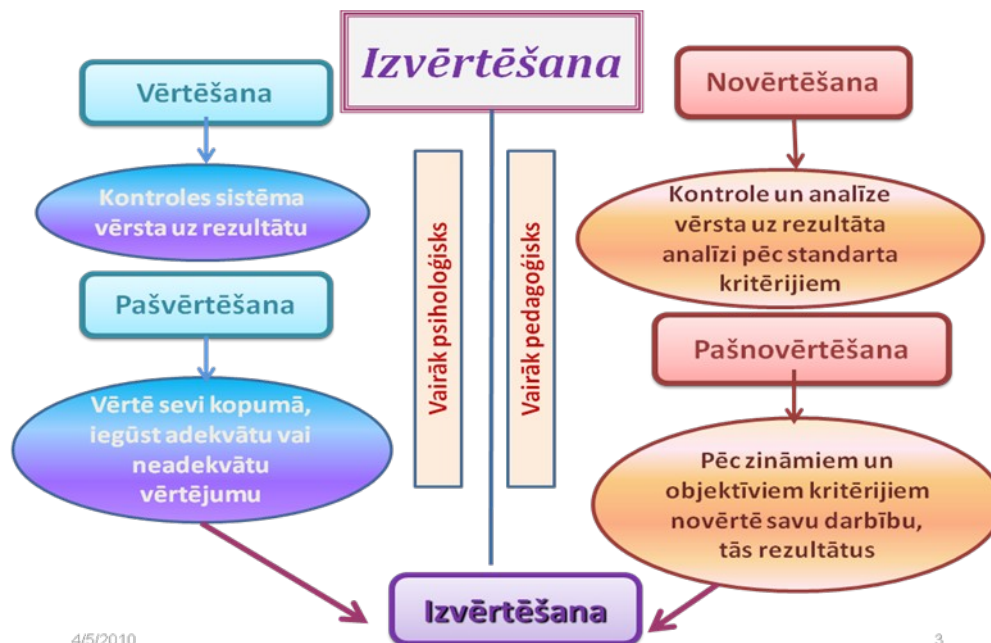 Izvērtēšana
Vērtēšana
Kontroles sistēma
vērsta uz rezultātu
Pašvērtēšana
Vērtē sevi kopumā,
iegūst adekvātu vai
neadekvātu
vērtējumu
Vairāk psiholoģisks
Vairāk pedagoģisks
Novērtēšana
Kontrole un analīze
vērsta uz rezultāta
analīzi pēc standarta
kritērijiem
Pašnovērtēšana
Pēc zināmiem un
objektīviem kritērijiem
novērtē savu darbību,
tās rezultātus
Izvērtēšana
4/5/2010
3